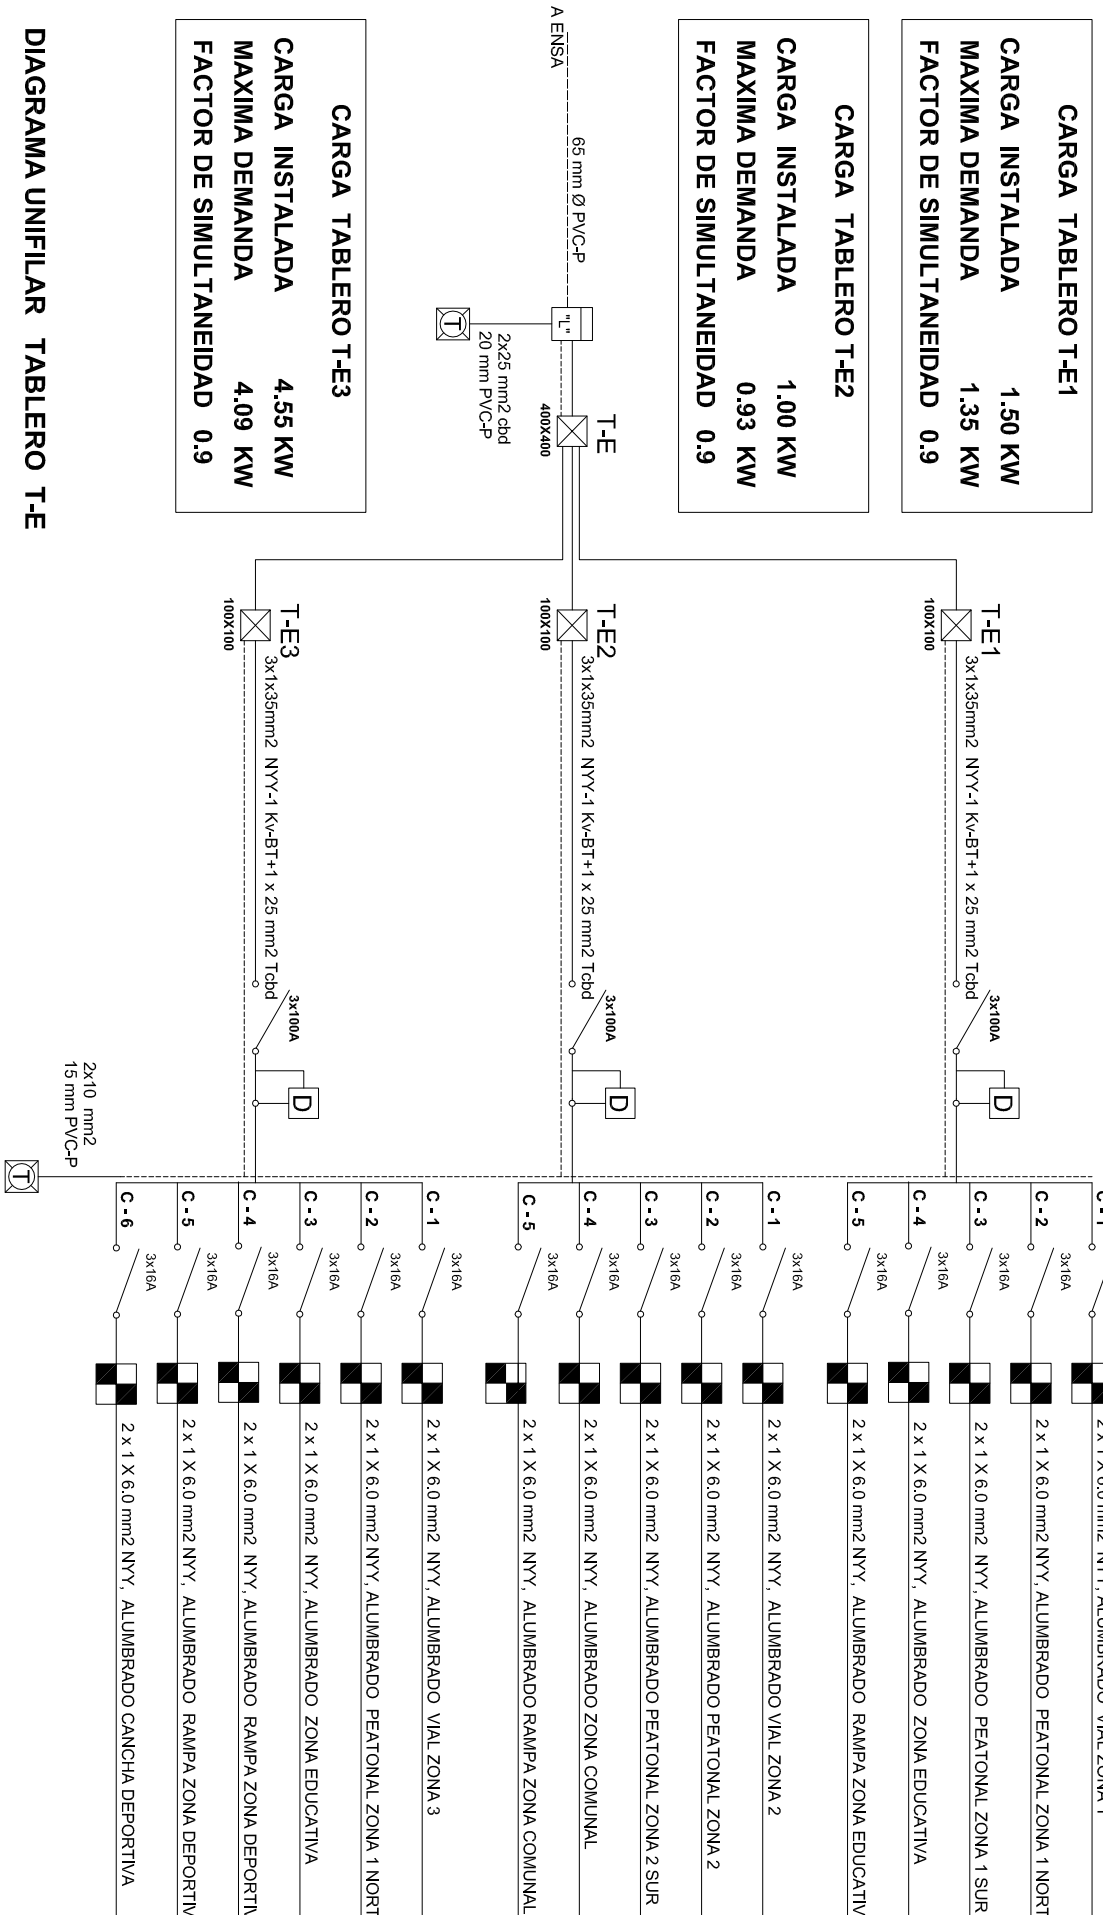 CARGA TABLERO T-E1
CARGA INSTALADA 1.50 KW
MAXIMA DEMANDA 1.35 KW
FACTOR DE SIMULTANEIDAD 0.9
CARGA TABLERO T-E2
CARGA INSTALADA 1.00 KW
MAXIMA DEMANDA 0.93 KW
FACTOR DE SIMULTANEIDAD 0.9
CARGA TABLERO T-E3
CARGA INSTALADA 4.55 KW
MAXIMA DEMANDA 4.09 KW
FACTOR DE SIMULTANEIDAD 0.9
A ENSA
65 mm Ø PVC-P
"L"
T
2x25 mm2 cbd
20 mm PVC-P
T-E
400X400
T-E1
100X100
3x1x35mm2 NYY-1 Kv-BT+1 x 25 mm2 Tcbd
3x100A
D
T-E2
100X100
3x1x35mm2 NYY-1 Kv-BT+1 x 25 mm2 Tcbd
3x100A
D
T-E3
100X100
3x1x35mm2 NYY-1 Kv-BT+1 x 25 mm2 Tcbd
3x100A
D
2x10 mm2
15 mm PVC-P
T
C - 2
3x16A
2 x 1 X 6.0 mm2 NYY, ALUMBRADO PEATONAL ZONA 1 NORT
C - 3
3x16A
2 x 1 X 6.0 mm2 NYY, ALUMBRADO PEATONAL ZONA 1 SUR
C - 4
3x16A
2 x 1 X 6.0 mm2 NYY, ALUMBRADO ZONA EDUCATIVA
C - 5
3x16A
2 x 1 X 6.0 mm2 NYY, ALUMBRADO RAMPA ZONA EDUCATIV
C - 1
3x16A
2 x 1 X 6.0 mm2 NYY, ALUMBRADO VIAL ZONA 2
C - 2
3x16A
2 x 1 X 6.0 mm2 NYY, ALUMBRADO PEATONAL ZONA 2
C - 3
3x16A
2 x 1 X 6.0 mm2 NYY, ALUMBRADO PEATONAL ZONA 2 SUR
C - 4
3x16A
2 x 1 X 6.0 mm2 NYY, ALUMBRADO ZONA COMUNAL
C - 5
3x16A
2 x 1 X 6.0 mm2 NYY, ALUMBRADO RAMPA ZONA COMUNAL
C - 1
3x16A
2 x 1 X 6.0 mm2 NYY, ALUMBRADO VIAL ZONA 3
C - 2
3x16A
2 x 1 X 6.0 mm2 NYY, ALUMBRADO PEATONAL ZONA 1 NORT
C - 3
3x16A
2 x 1 X 6.0 mm2 NYY, ALUMBRADO ZONA EDUCATIVA
C - 4
3x16A
2 x 1 X 6.0 mm2 NYY, ALUMBRADO RAMPA ZONA DEPORTIV
C - 5
3x16A
2 x 1 X 6.0 mm2 NYY, ALUMBRADO RAMPA ZONA DEPORTIV
C - 6
3x16A
2 x 1 X 6.0 mm2 NYY, ALUMBRADO CANCHA DEPORTIVA
DIAGRAMA UNIFILAR TABLERO T-E